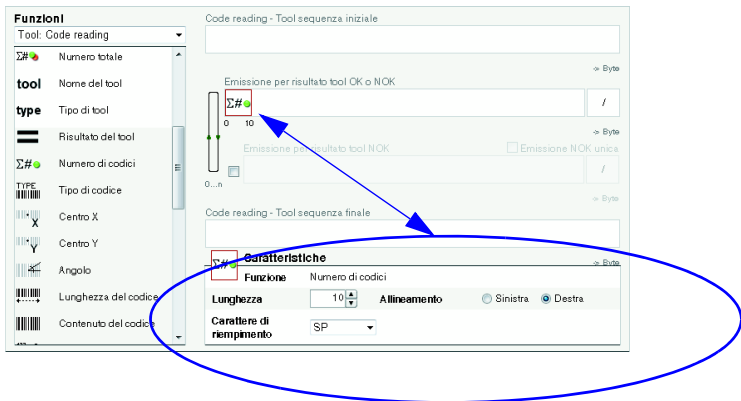 Funzioni
Tool: Code reading
Σ# Numero totale
tool Nome del tool
type Tipo di tool
Risultato del tool
Σ# Numero di codici
TYPE Tipo di codice
X Centro X
Y Centro Y
Angolo
Lunghezza del codice
Contenuto del codice
Code reading - Tool sequenza iniziale
-> Byte
Emissione per risultato tool OK o NOK
Σ# /
0 10
-> Byte
Emissione per risultato tool NOK Emissione NOK unica
/
0...n
-> Byte
Code reading - Tool sequenza finale
-> Byte
Σ# Caratteristiche
Funzione Numero di codici
Lunghezza 10 Allineamento Sinistra Destra
Carattere di
riempimento SP